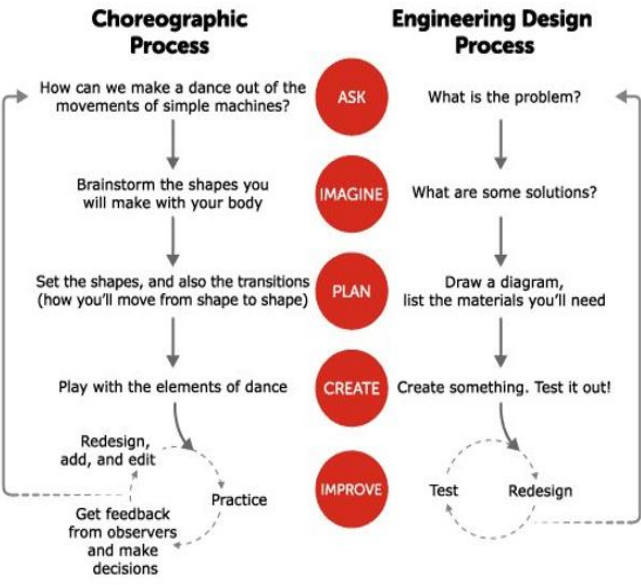 Choreographic
Process
Engineering Design
Process
How can we make a dance out of the
movements of simple machines?
ASK
What is the problem?
Brainstorm the shapes you
will make with your body
IMAGINE
What are some solutions?
Set the shapes, and also the transitions
(how you'll move from shape to shape)
PLAN
Draw a diagram,
list the materials you'll need
Play with the elements of dance
CREATE
Create something. Test it out!
Redesign,
add, and edit
Practice
Get feedback
from observers
and make
decisions
IMPROVE
Test
Redesign